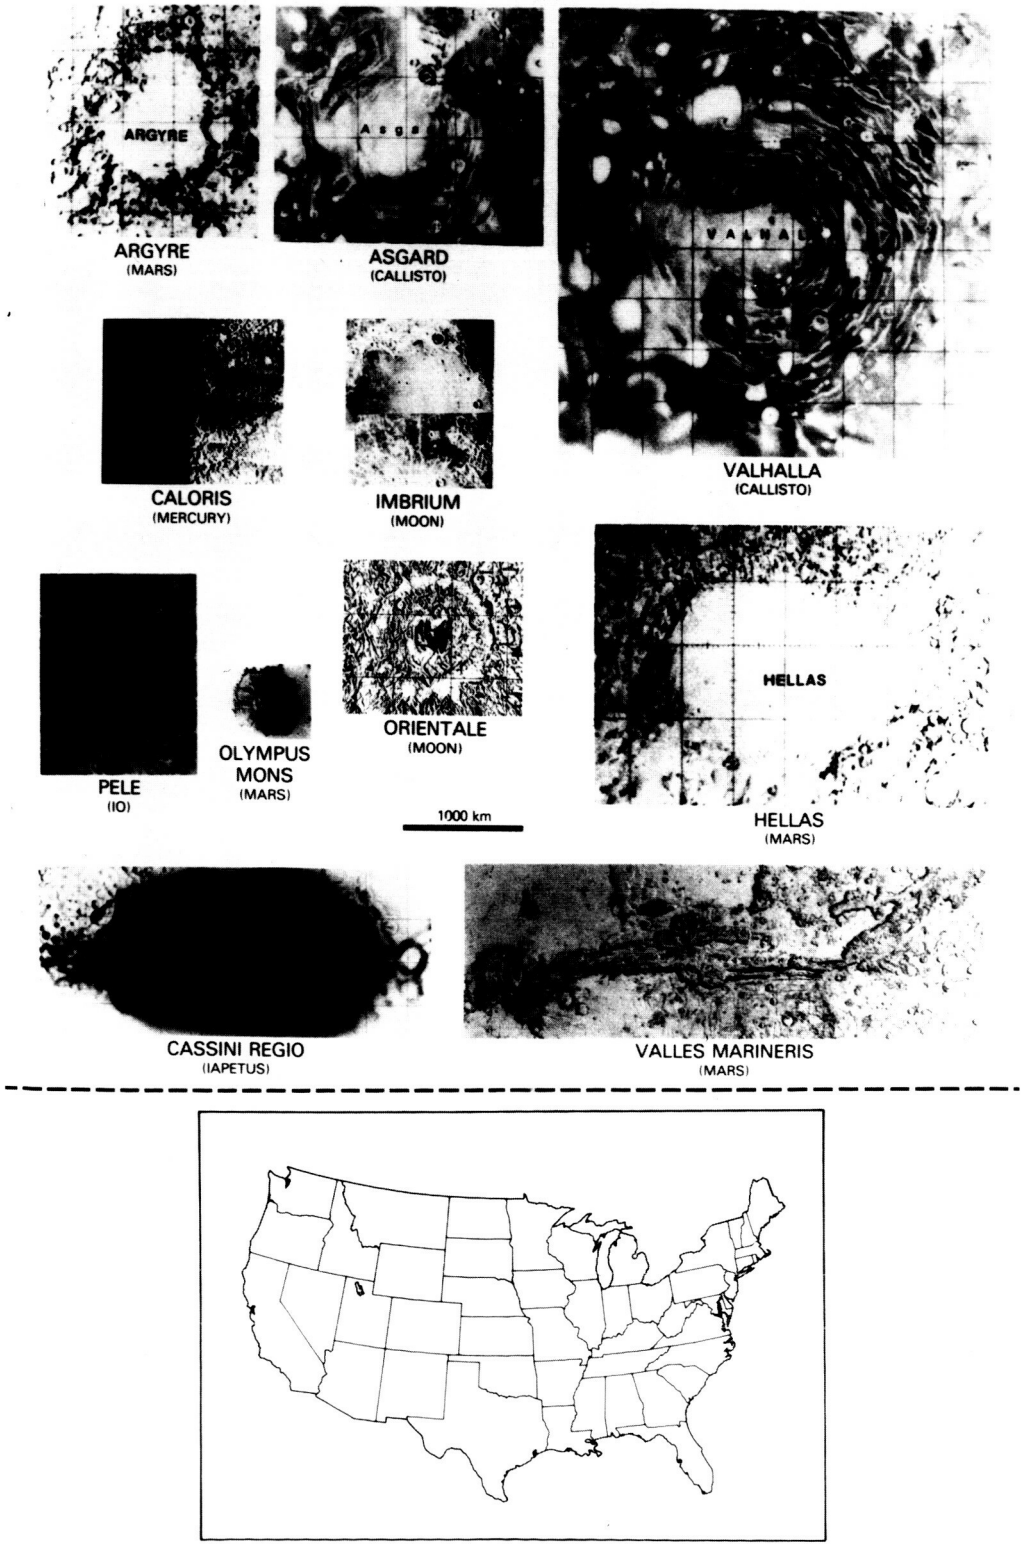 ARGYRE
ARGYRE
(MARS)
ASGARD
(CALLISTO)
VALHAL
VALHALLA
(CALLISTO)
CALORIS
(MERCURY)
IMBRIUM
(MOON)
HELLAS
HELLAS
(MARS)
PELE
(IO)
OLYMPUS
MONS
(MARS)
ORIENTALE
(MOON)
1000 km
CASSINI REGIO
(IAPETUS)
VALLES MARINERIS
(MARS)